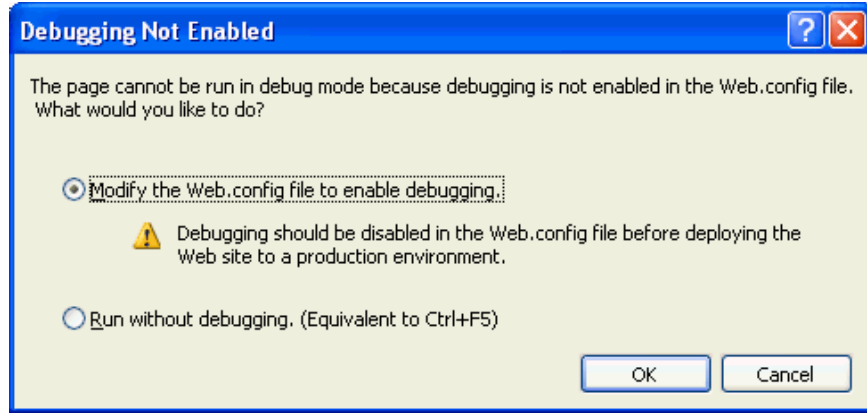 Debugging Not Enabled
The page cannot be run in debug mode because debugging is not enabled in the Web.config file.
What would you like to do?
Modify the Web.config file to enable debugging.
Debugging should be disabled in the Web.config file before deploying the
Web site to a production environment.
Run without debugging. (Equivalent to Ctrl+F5)
OK Cancel